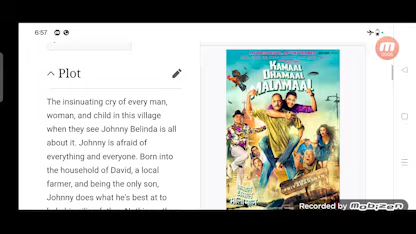 6:57
Plot
The insinuating cry of every man,
woman, and child in this village
when they see Johnny Belinda is all
about it. Johnny is afraid of
everything and everyone. Born into
the household of David, a local
farmer, and being the only son,
Johnny does what he's best at to
KAMAAL
DHAMAAL
MALAMAAL
Recorded by Mobizen